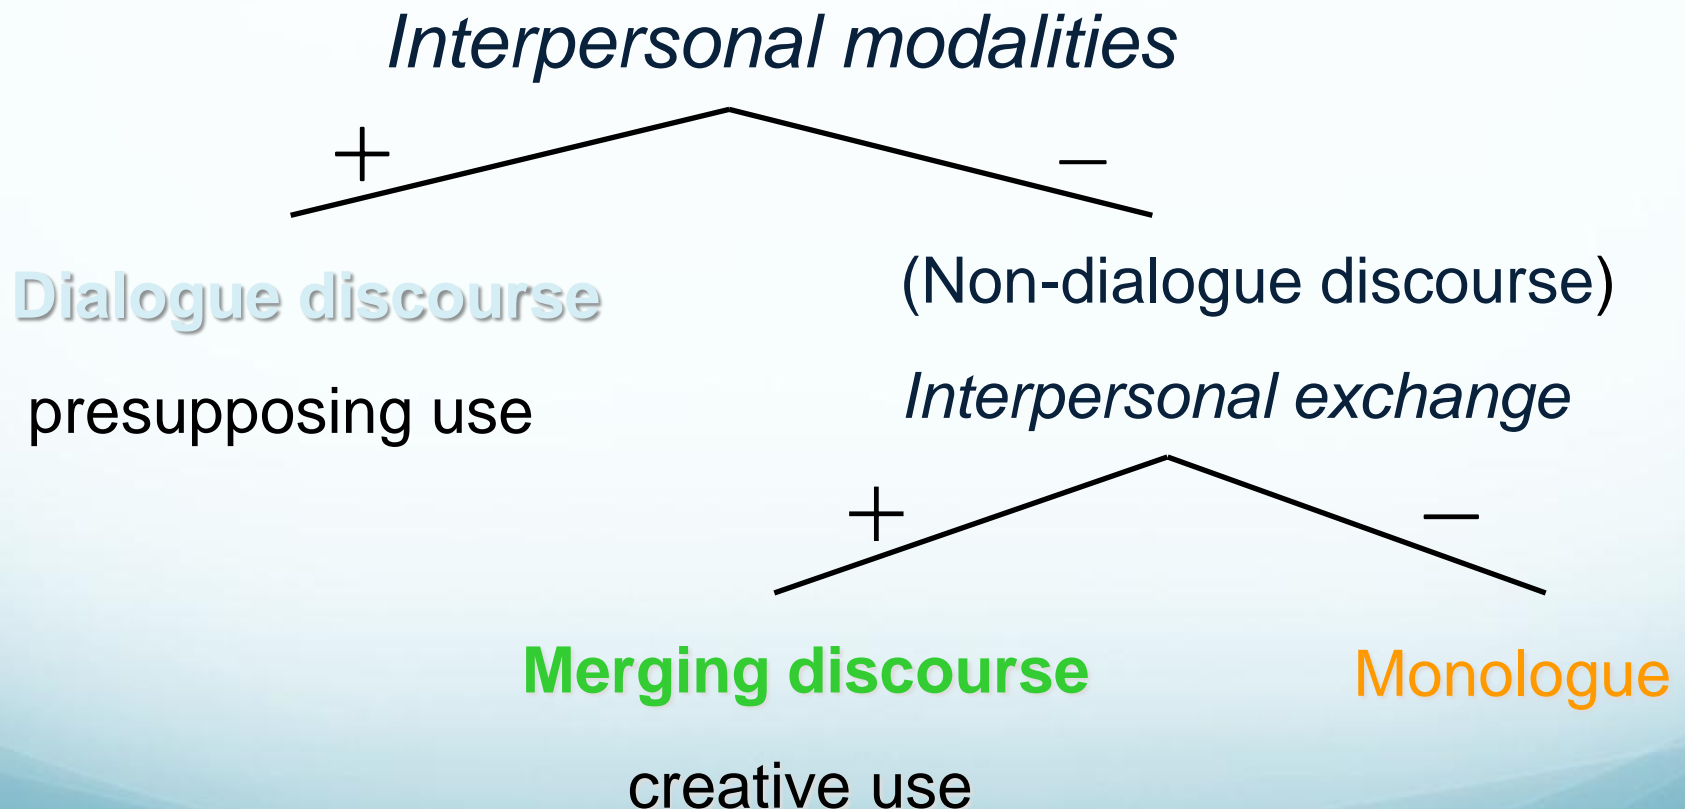 Interpersonal modalities
+
–
Dialogue discourse
(Non-dialogue discourse)
presupposing use
Interpersonal exchange
+
–
Merging discourse
Monologue
creative use